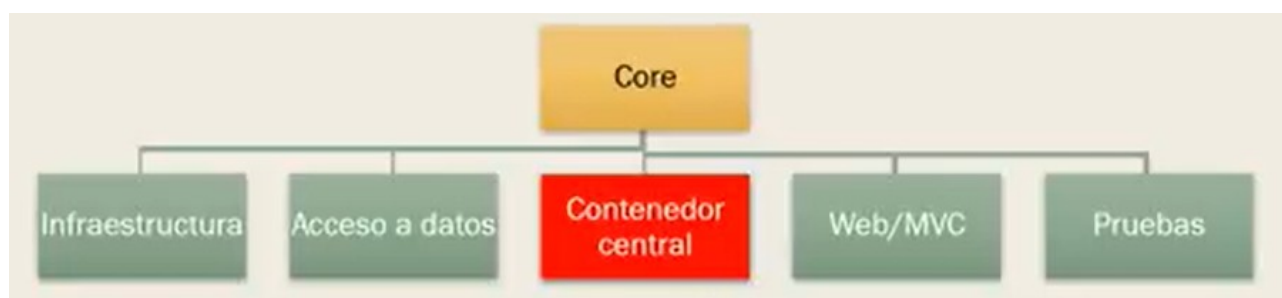 Core
Infraestructura
Acceso a datos
Contenedor
central
Web/MVC
Pruebas